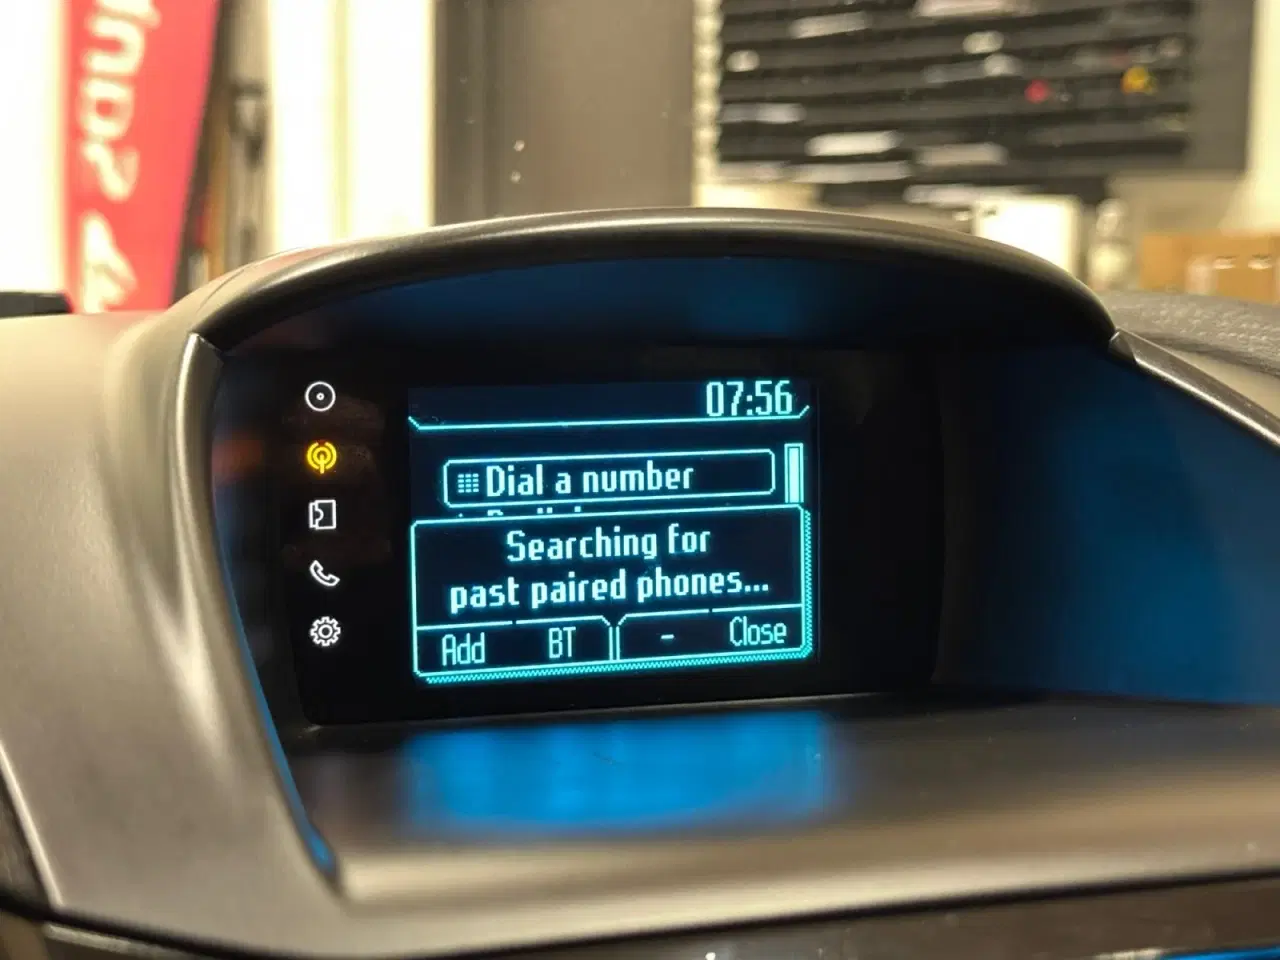 07:56
Dial a number
Searching for
past paired phones...
Add BT - Close